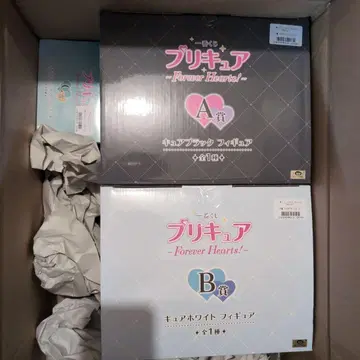 一番くじ
プリキュア
~Forever Hearts!~
A賞
キュアブラック フィギュア
全1種
一番くじ
プリキュア
~Forever Hearts!~
B賞
キュアホワイト フィギュア
全1種